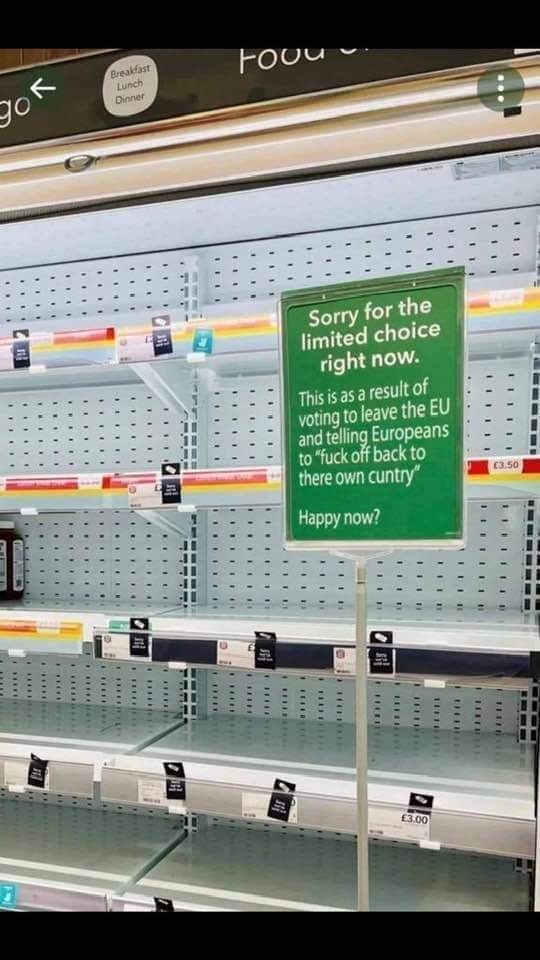 go
Breakfast
Lunch
Dinner
Food
Sorry for the
limited choice
right now.
This is as a result of
voting to leave the EU
and telling Europeans
to “fuck off back to
there own cuntry”
Happy now?
£3.50
£3.00